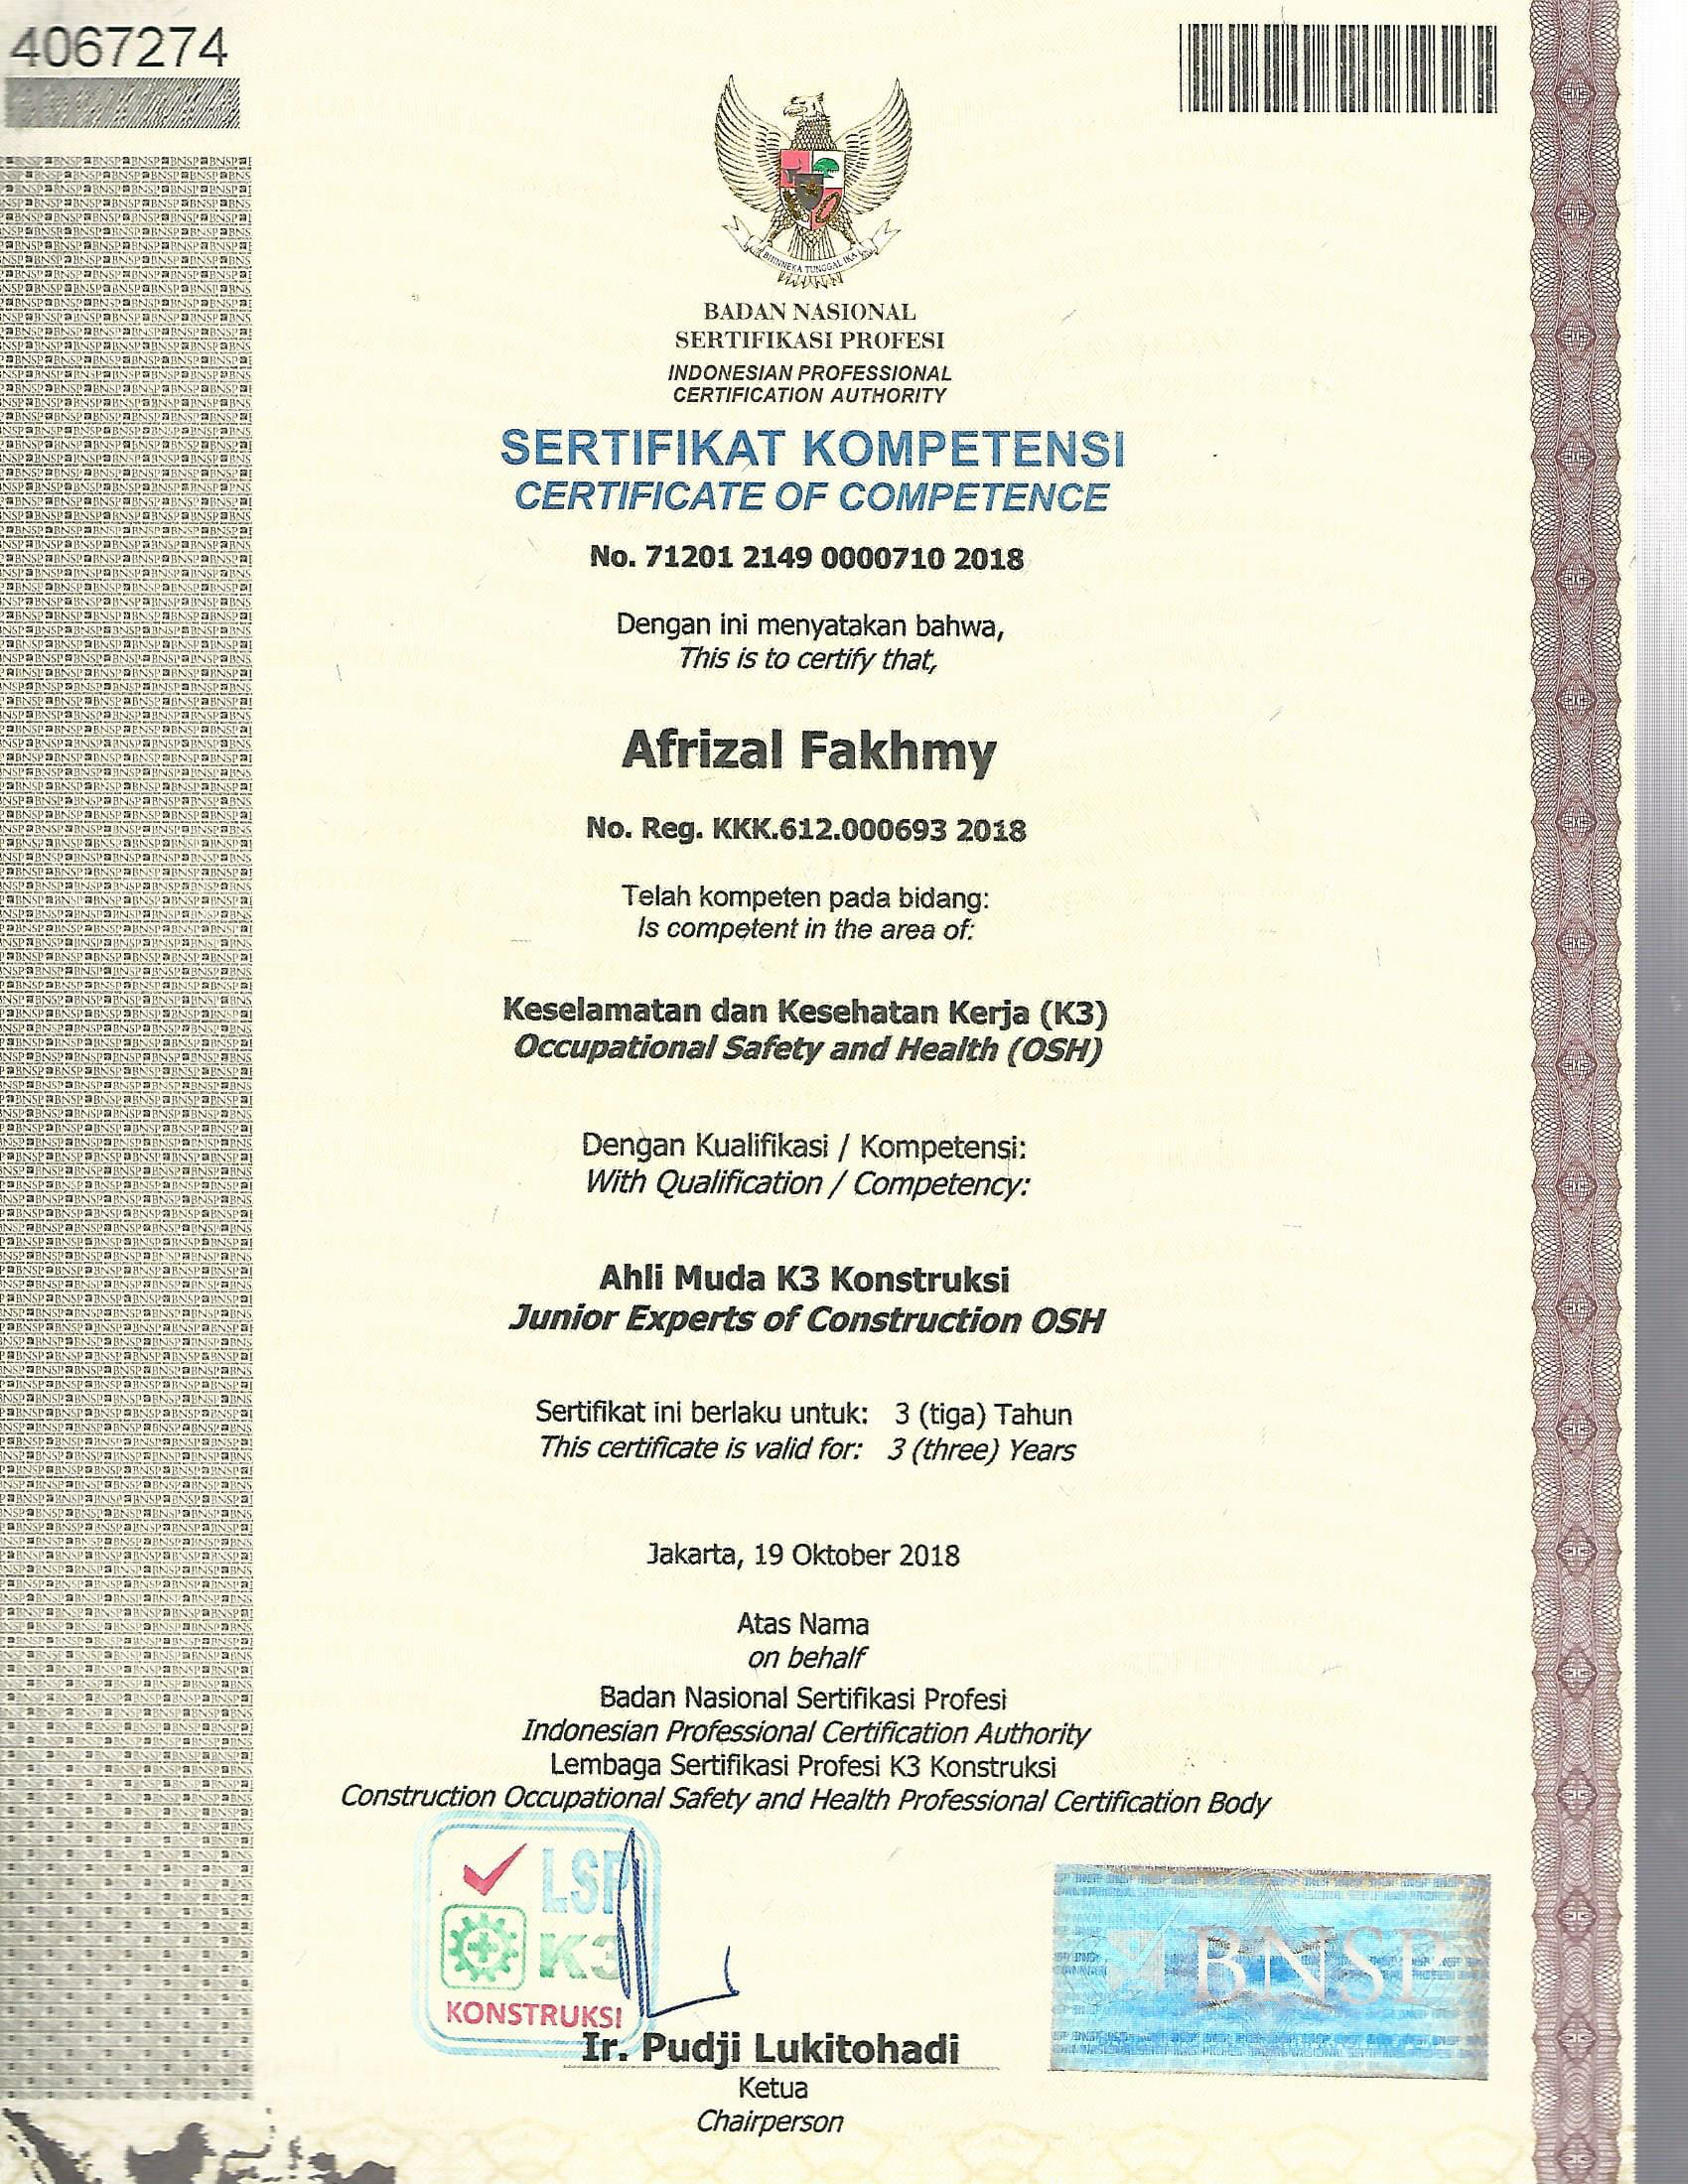 4067274
BHINNEKA TUNGGAL IKA
BADAN NASIONAL
SERTIFIKASI PROFESI
INDONESIAN PROFESSIONAL
CERTIFICATION AUTHORITY
SERTIFIKAT KOMPETENSI
CERTIFICATE OF COMPETENCE
No. 71201 2149 0000710 2018
Dengan ini menyatakan bahwa,
This is to certify that,
Afrizal Fakhmy
No. Reg. KKK.612.000693 2018
Telah kompeten pada bidang:
Is competent in the area of:
Keselamatan dan Kesehatan Kerja (K3)
Occupational Safety and Health (OSH)
Dengan Kualifikasi / Kompetensi:
With Qualification / Competency:
Ahli Muda K3 Konstruksi
Junior Experts of Construction OSH
Sertifikat ini berlaku untuk: 3 (tiga) Tahun
This certificate is valid for: 3 (three) Years
Jakarta, 19 Oktober 2018
Atas Nama
on behalf
Badan Nasional Sertifikasi Profesi
Indonesian Professional Certification Authority
Lembaga Sertifikasi Profesi K3 Konstruksi
Construction Occupational Safety and Health Professional Certification Body
LSP
K3
KONSTRUKSI
BNSP
Ir. Pudji Lukitohadi
Ketua
Chairperson